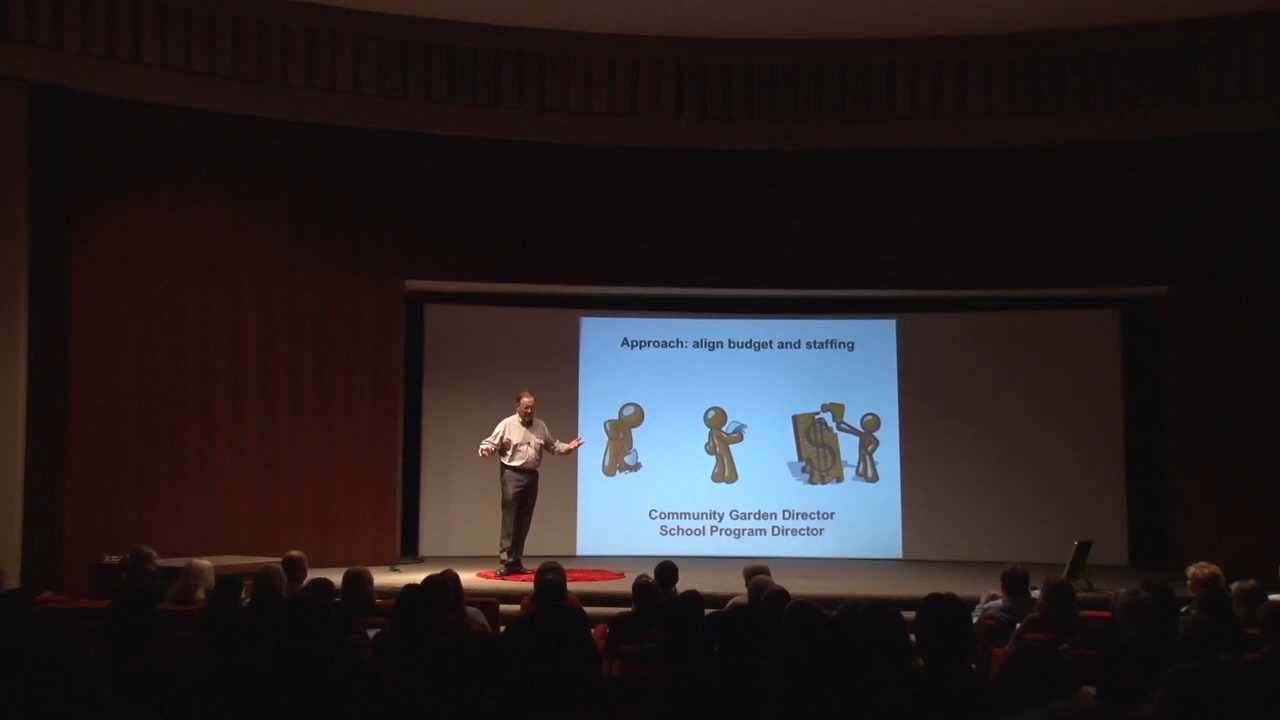 Approach: align budget and staffing
$
Community Garden Director
School Program Director